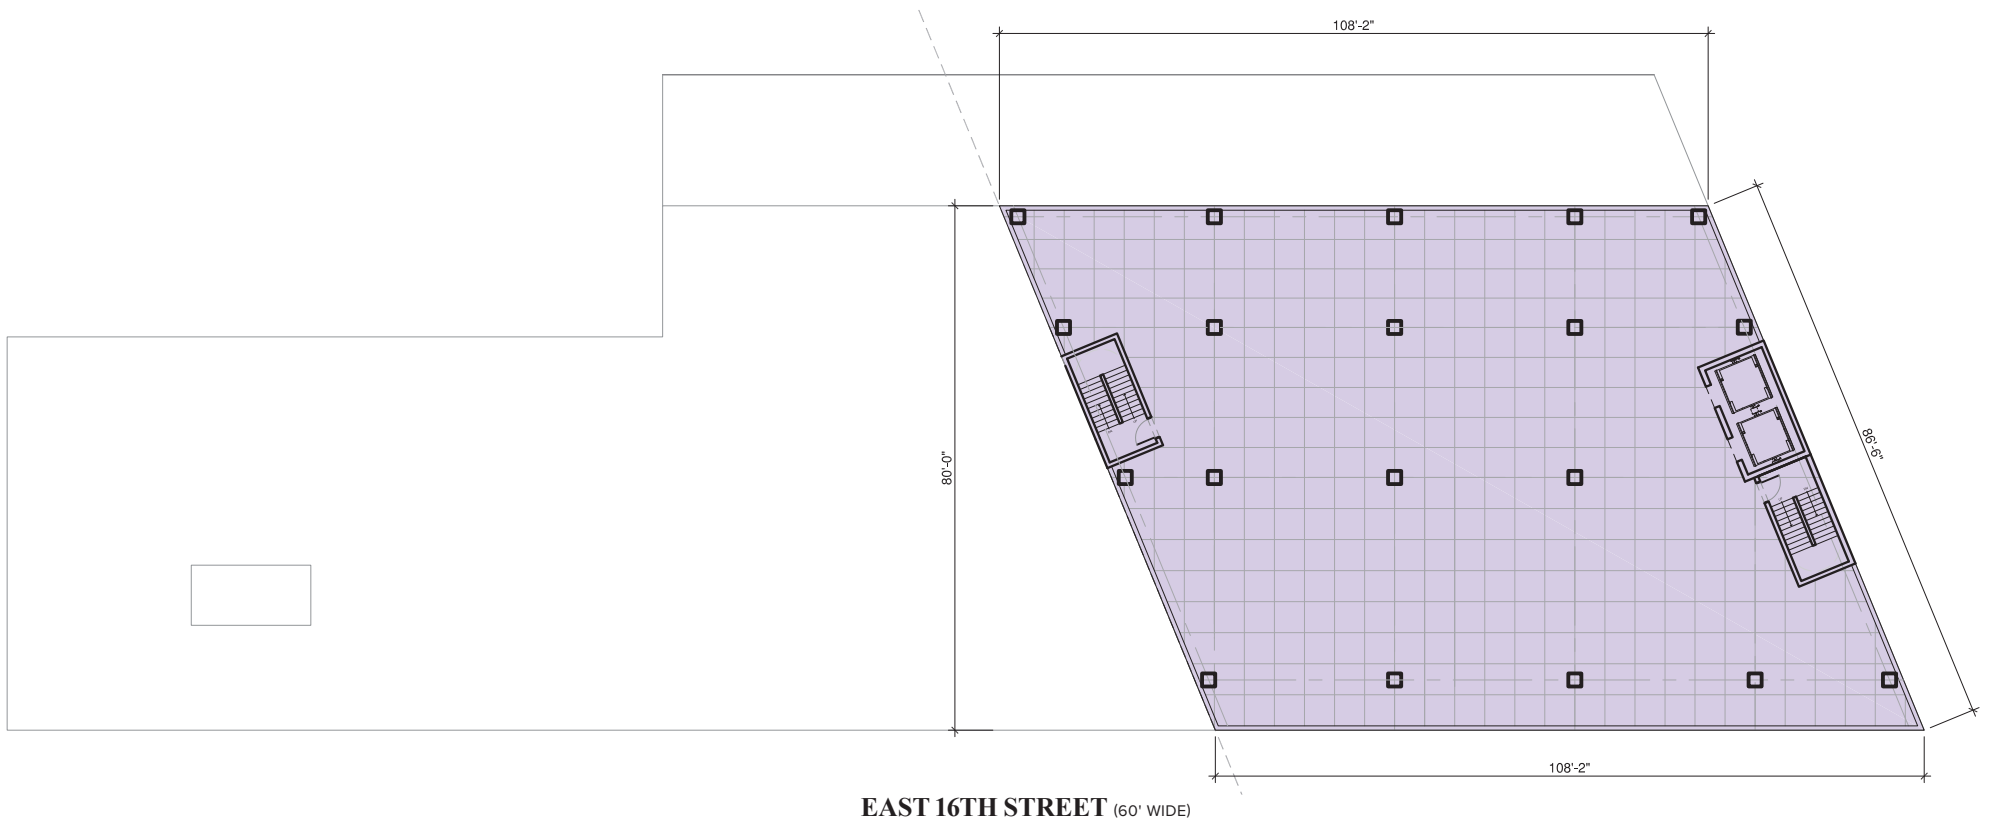 108'-2"
80'-0"
86'-6"
108'-2"
EAST 16TH STREET (60' WIDE)